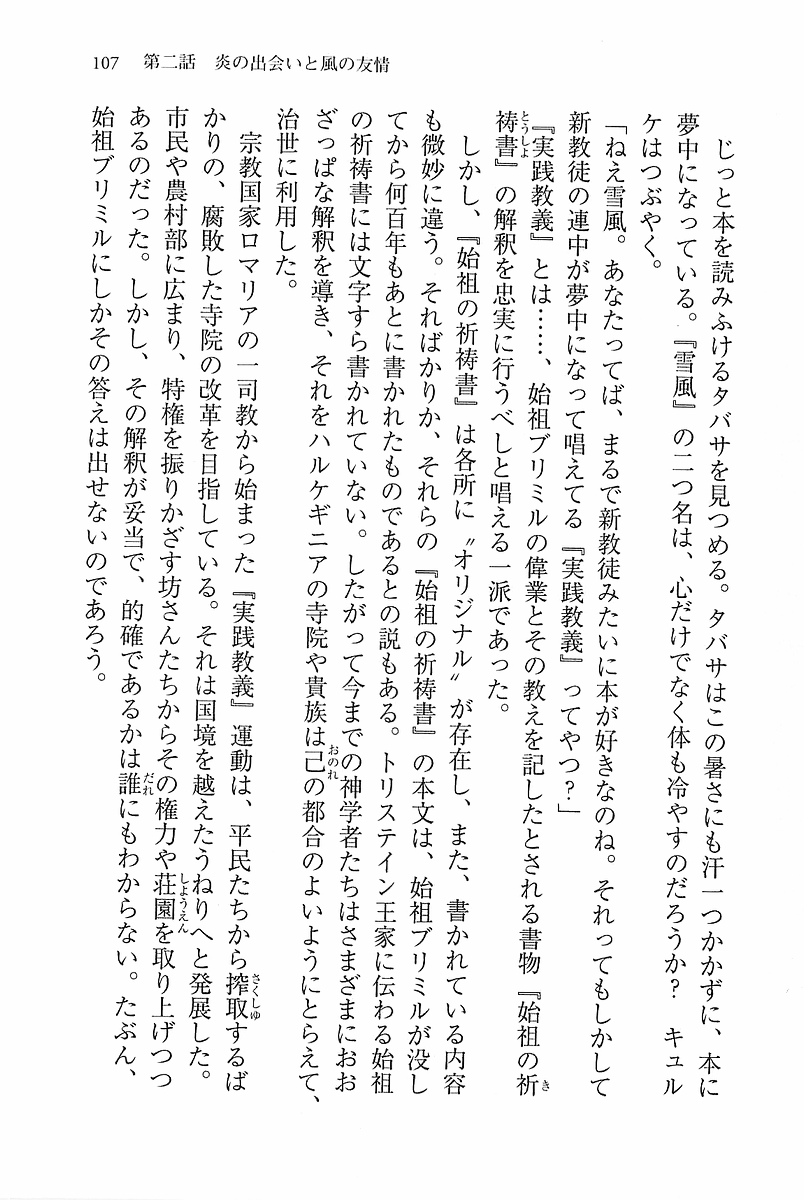 107　第二話　炎の出会いと風の友情
　じっと本を読みふけるタバサを見つめる。タバサはこの暑さにも汗一つかかずに、本に
夢中になっている。『雪風』の二つ名は、心だけでなく体も冷やすのだろうか？　キュル
ケはつぶやく。
「ねえ雪風。あなたってば、まるで新教徒みたいに本が好きなのね。それってもしかして
新教徒の連中が夢中になって唱えてる『実践教義』ってやつ？」
『実践教義』とは……、始祖ブリミルの偉業とその教えを記したとされる書物『始祖の祈
祷書』の解釈を忠実に行うべしと唱える一派であった。
　しかし、『始祖の祈祷書』は各所に〝オリジナル〟が存在し、また、書かれている内容
も微妙に違う。そればかりか、それらの『始祖の祈祷書』の本文は、始祖ブリミルが没し
てから何百年もあとに書かれたものであるとの説もある。トリステイン王家に伝わる始祖
の祈祷書には文字すら書かれていない。したがって今までの神学者たちはさまざまにおお
ざっぱな解釈を導き、それをハルケギニアの寺院や貴族は己の都合のよいようにとらえて、
治世に利用した。
　宗教国家ロマリアの一司教から始まった『実践教義』運動は、平民たちから搾取するば
かりの、腐敗した寺院の改革を目指している。それは国境を越えたうねりへと発展した。
市民や農村部に広まり、特権を振りかざす坊さんたちからその権力や荘園を取り上げつつ
あるのだった。しかし、その解釈が妥当で、的確であるかは誰にもわからない。たぶん、
始祖ブリミルにしかその答えは出せないのであろう。